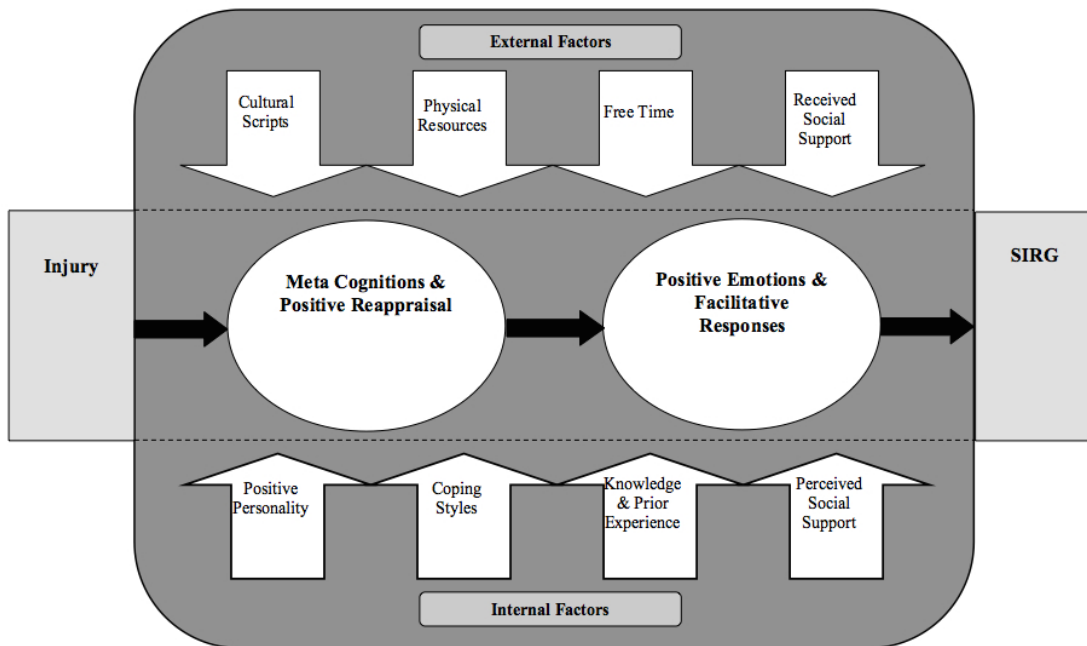 External Factors
Cultural
Scripts
Physical
Resources
Free Time
Received
Social
Support
Injury
Meta Cognitions &
Positive Reappraisal
Positive Emotions &
Facilitative
Responses
SIRG
Positive
Personality
Coping
Styles
Knowledge
& Prior
Experience
Perceived
Social
Support
Internal Factors